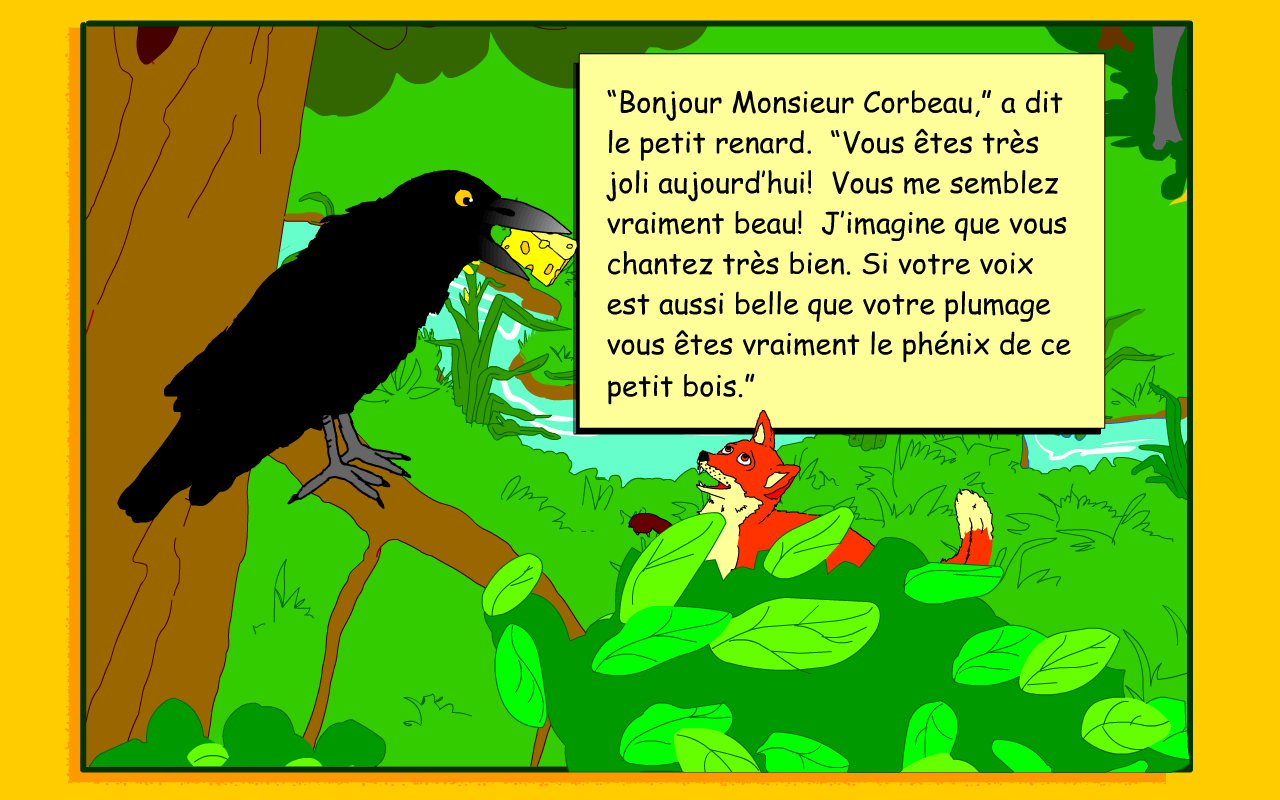 “Bonjour Monsieur Corbeau,” a dit
le petit renard.  “Vous êtes très
joli aujourd’hui!  Vous me semblez
vraiment beau!  J’imagine que vous
chantez très bien. Si votre voix
est aussi belle que votre plumage
vous êtes vraiment le phénix de ce
petit bois.”